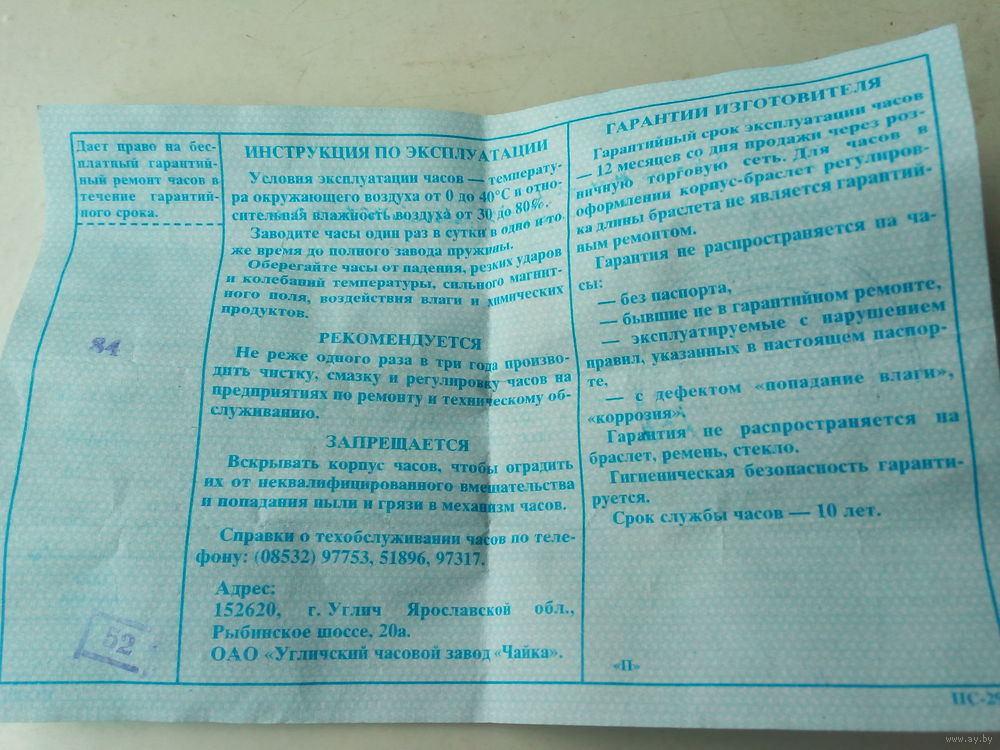 Дает право на бес-
платный гарантий-
ный ремонт часов в
течение гарантий-
ного срока.
84
52
ИНСТРУКЦИЯ ПО ЭКСПЛУАТАЦИИ
Условия эксплуатации часов — температу-
ра окружающего воздуха от 0 до 40°С и отно-
сительная влажность воздуха от 30 до 80%.
Заводите часы один раз в сутки в одно и то
же время до полного завода пружины.
Оберегайте часы от падения, резких ударов
и колебаний температуры, сильного магнит-
ного поля, воздействия влаги и химических
продуктов.
РЕКОМЕНДУЕТСЯ
Не реже одного раза в три года произво-
дить чистку, смазку и регулировку часов на
предприятиях по ремонту и техническому об-
служиванию.
ЗАПРЕЩАЕТСЯ
Вскрывать корпус часов, чтобы оградить
их от неквалифицированного вмешательства
и попадания пыли и грязи в механизм часов.
Справки о техобслуживании часов по теле-
фону: (08532) 97753, 51896, 97317.
Адрес:
152620, г. Углич Ярославской обл.,
Рыбинское шоссе, 20а.
ОАО «Угличский часовой завод «Чайка».
ГАРАНТИИ ИЗГОТОВИТЕЛЯ
Гарантийный срок эксплуатации часов
— 12 месяцев со дня продажи через роз-
ничную торговую сеть. Для часов в
оформлении корпус-браслет регулиров-
ка длины браслета не является гарантий-
ным ремонтом.
Гарантия не распространяется на ча-
сы:
— без паспорта,
— бывшие не в гарантийном ремонте,
— эксплуатируемые с нарушением
правил, указанных в настоящем паспор-
те,
— с дефектом «попадание влаги»,
«коррозия».
Гарантия не распространяется на
браслет, ремень, стекло.
Гигиеническая безопасность гаранти-
руется.
Срок службы часов — 10 лет.
«П»
www.ay.by